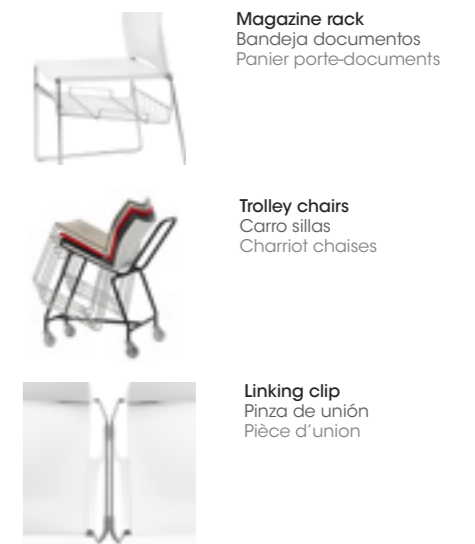 Magazine rack
Bandeja documentos
Panier porte-documents
Trolley chairs
Carro sillas
Charriot chaises
Linking clip
Pinza de unión
Pièce d’union